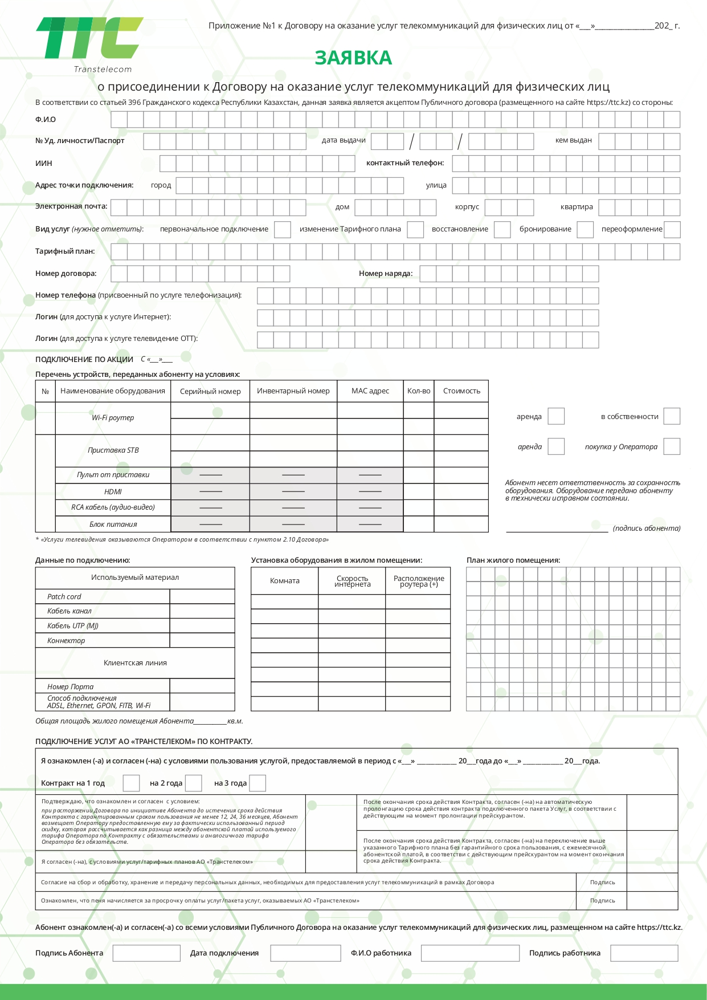 TTC
Transtelecom
Приложение №1 к Договору на оказание услуг телекоммуникаций для физических лиц от «___»________________202_ г.
ЗАЯВКА
о присоединении к Договору на оказание услуг телекоммуникаций для физических лиц
В соответствии со статьей 396 Гражданского кодекса Республики Казахстан, данная заявка является акцептом Публичного договора (размещенного на сайте https://ttc.kz) со стороны:
Ф.И.О
№ Уд. личности/Паспорт дата выдачи / / кем выдан
ИИН контактный телефон:
Адрес точки подключения: город улица
Электронная почта: дом корпус квартира
Вид услуг (нужное отметить): первоначальное подключение изменение Тарифного плана восстановление бронирование переоформление
Тарифный план:
Номер договора: Номер наряда:
Номер телефона (присвоенный по услуге телефонизация):
Логин (для доступа к услуге Интернет):
Логин (для доступа к услуге телевидение ОТТ):
ПОДКЛЮЧЕНИЕ ПО АКЦИИ С «___»____
Перечень устройств, переданных абоненту на условиях:
№ Наименование оборудования Серийный номер Инвентарный номер МАС адрес Кол-во Стоимость
Wi-Fi роутер
аренда в собственности
Приставка STB
аренда покупка у Оператора
Пульт от приставки
HDMI
RCA кабель (аудио-видео)
Блок питания
Абонент несет ответственность за сохранность
оборудования. Оборудование передано абоненту
в технически исправном состоянии.
(подпись абонента)
* «Услуги телевидения оказываются Оператором в соответствии с пунктом 2.10 Договора»
Данные по подключению:
Используемый материал
Patch cord
Кабель канал
Кабель UTP (MJ)
Коннектор
Клиентская линия
Номер Порта
Способ подключения
ADSL, Ethernet, GPON, FITB, Wi-Fi
Установка оборудования в жилом помещении:
Комната Скорость интернета Расположение роутера (+)
План жилого помещения:
Общая площадь жилого помещения Абонента__________кв.м.
ПОДКЛЮЧЕНИЕ УСЛУГ АО «ТРАНСТЕЛЕКОМ» ПО КОНТРАКТУ.
Я ознакомлен (-а) и согласен (-на) с условиями пользования услугой, предоставляемой в период с «___» ____________ 20___года до «___» ____________ 20___года.
Контракт на 1 год на 2 года на 3 года
Подтверждаю, что ознакомлен и согласен с условием:
при расторжении Договора по инициативе Абонента до истечения срока действия
Контракта с гарантированным сроком пользования не менее 12, 24, 36 месяцев, Абонент
возмещает Оператору предоставленную ему за фактически использованный период
скидку, которая рассчитывается как разница между абонентской платой используемого
тарифа Оператора по Контракту с обязательствами и аналогичного тарифа
Оператора без обязательств.
Я согласен (-на), с условиями услуг/тарифных планов АО «Транстелеком»
После окончания срока действия Контракта, согласен (-на) на автоматическую
пролонгацию срока действия контракта подключенного пакета Услуг, в соответствии с
действующим на момент пролонгации прейскурантом.
После окончания срока действия Контракта, согласен (-на) на переключение выше
указанного Тарифного плана без гарантийного срока пользования, с ежемесячной
абонентской платой, в соответстви с действующим прейскурантом на момент окончания
срока действия Контракта.
Согласие на сбор и обработку, хранение и передачу персональных данных, необходимых для предоставления услуг телекоммуникаций в рамках Договора Подпись
Ознакомлен, что пеня начисляется за просрочку оплаты услуг/пакета услуг, оказываемых АО «Транстелеком» Подпись
Абонент ознакомлен(-а) и согласен(-а) со всеми условиями Публичного Договора на оказание услуг телекоммуникаций для физических лиц, размещенном на сайте https://ttc.kz.
Подпись Абонента Дата подключения Ф.И.О работника Подпись работника